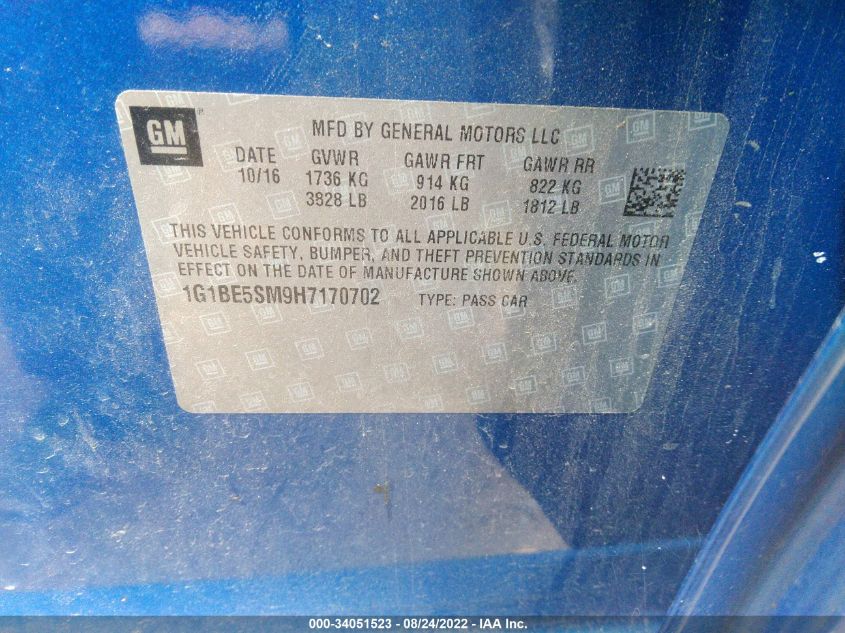 GM
MFD BY GENERAL MOTORS LLC
DATE GVWR GAWR FRT GAWR RR
10/16 1736 KG 914 KG 822 KG
3828 LB 2016 LB 1812 LB
THIS VEHICLE CONFORMS TO ALL APPLICABLE U.S. FEDERAL MOTOR
VEHICLE SAFETY, BUMPER, AND THEFT PREVENTION STANDARDS IN
EFFECT ON THE DATE OF MANUFACTURE SHOWN ABOVE.
1G1BE5SM9H7170702 TYPE: PASS CAR
000-34051523 - 08/24/2022 - IAA Inc.